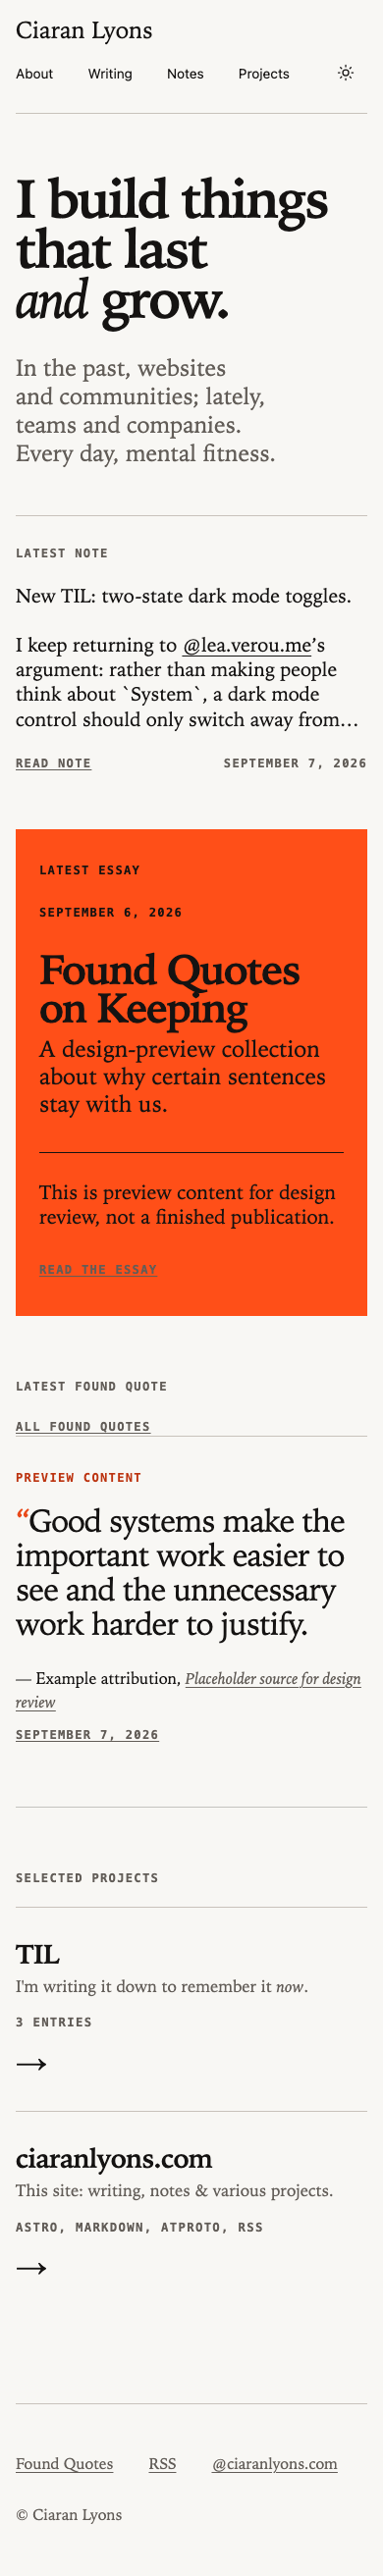 Ciaran Lyons
About Writing Notes Projects
I build things
that last
and grow.
In the past, websites
and communities; lately,
teams and companies.
Every day, mental fitness.
LATEST NOTE
New TIL: two-state dark mode toggles.
I keep returning to @lea.verou.me’s
argument: rather than making people
think about `System`, a dark mode
control should only switch away from…
READ NOTE SEPTEMBER 7, 2026
LATEST ESSAY
SEPTEMBER 6, 2026
Found Quotes
on Keeping
A design-preview collection
about why certain sentences
stay with us.
This is preview content for design
review, not a finished publication.
READ THE ESSAY
LATEST FOUND QUOTE
ALL FOUND QUOTES
PREVIEW CONTENT
“Good systems make the
important work easier to
see and the unnecessary
work harder to justify.
— Example attribution, Placeholder source for design
review
SEPTEMBER 7, 2026
SELECTED PROJECTS
TIL
I'm writing it down to remember it now.
3 ENTRIES
→
ciaranlyons.com
This site: writing, notes & various projects.
ASTRO, MARKDOWN, ATPROTO, RSS
→
Found Quotes RSS @ciaranlyons.com
© Ciaran Lyons